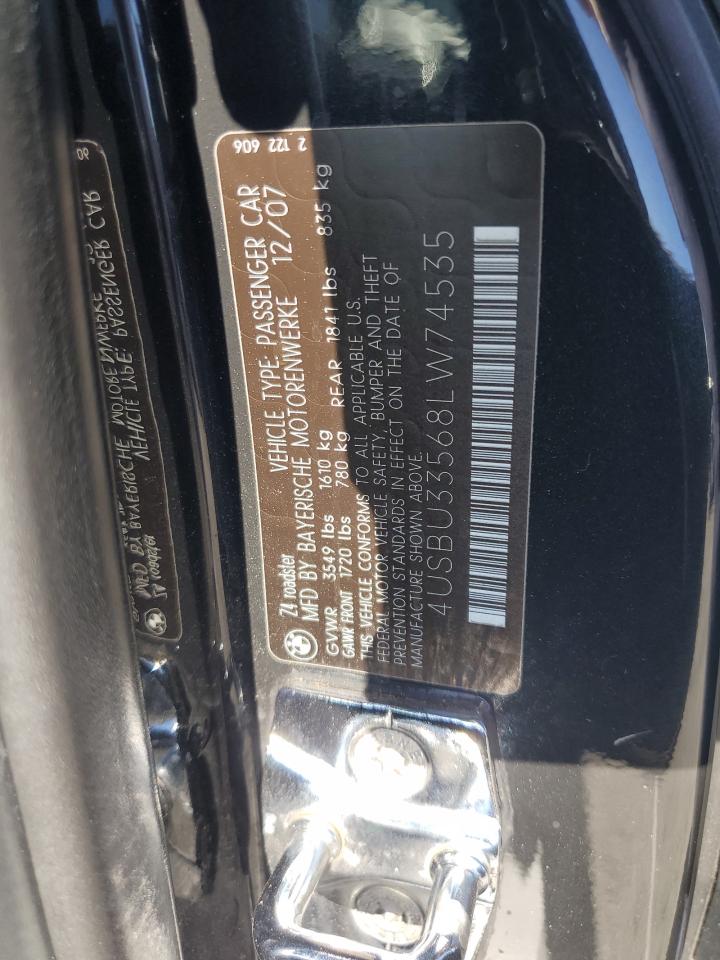 2 122 606
Z4 roadster VEHICLE TYPE: PASSENGER CAR
MFD BY BAYERISCHE MOTORENWERKE 12/07
GVWR 3549 lbs 1610 kg
GAWR FRONT 1720 lbs 780 kg REAR 1841 lbs 835 kg
THIS VEHICLE CONFORMS TO ALL APPLICABLE U.S.
FEDERAL MOTOR VEHICLE SAFETY, BUMPER AND THEFT
PREVENTION STANDARDS IN EFFECT ON THE DATE OF
MANUFACTURE SHOWN ABOVE.
4USBU33568LW74535